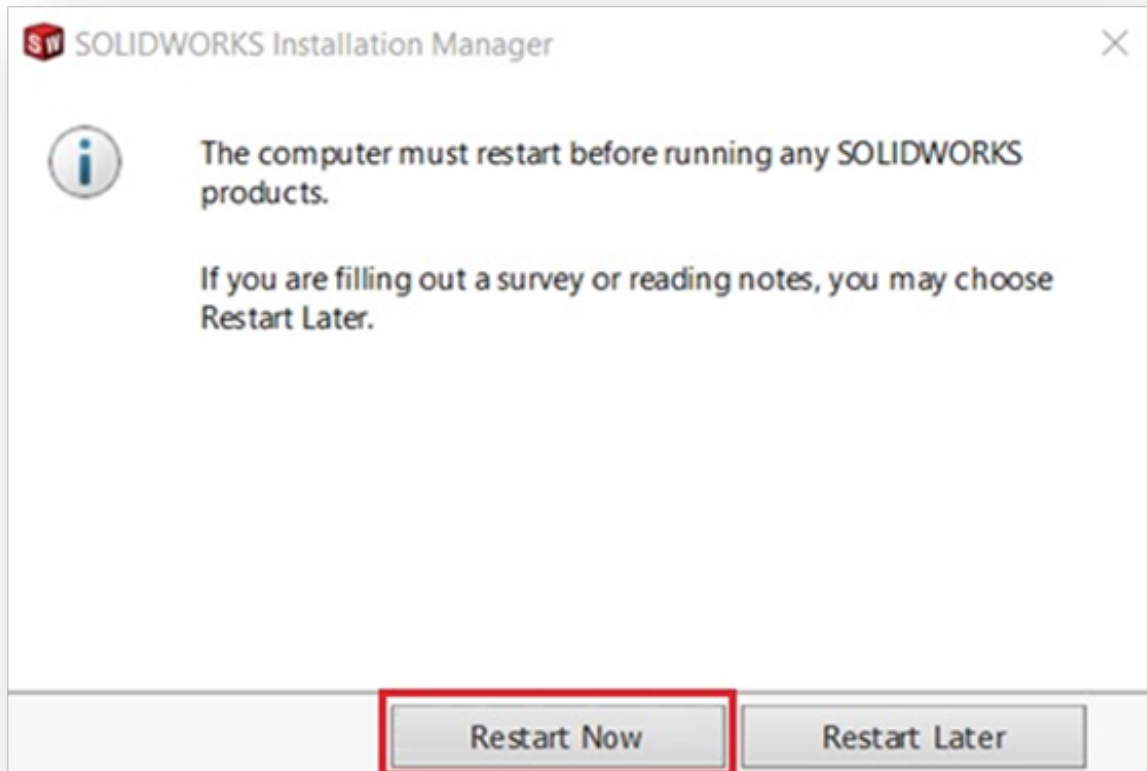 SW SOLIDWORKS Installation Manager
The computer must restart before running any SOLIDWORKS
products.
If you are filling out a survey or reading notes, you may choose
Restart Later.
Restart Now Restart Later